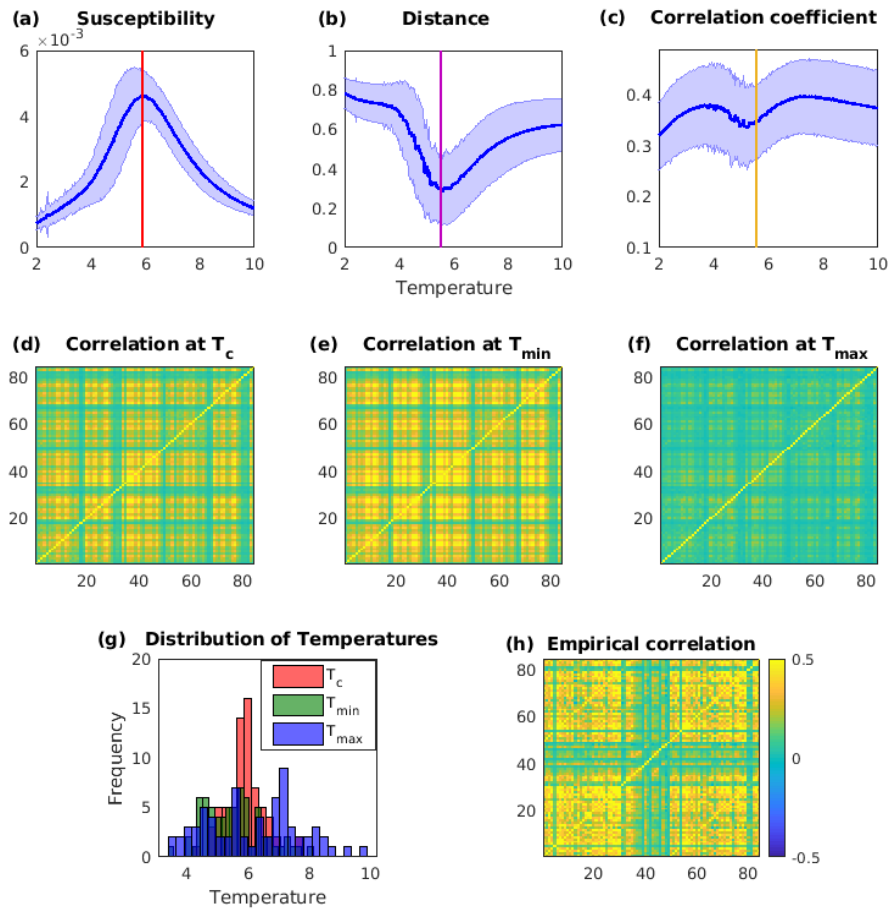 (a) Susceptibility
(b) Distance
(c) Correlation coefficient
×10⁻³
6
4
2
0
2 4 6 8 10
1
0.8
0.6
0.4
0.2
0
2 4 6 8 10
Temperature
0.4
0.3
0.2
0.1
2 4 6 8 10
(d) Correlation at T_c
(e) Correlation at T_min
(f) Correlation at T_max
80
60
40
20
20 40 60 80
80
60
40
20
20 40 60 80
80
60
40
20
20 40 60 80
(g) Distribution of Temperatures
Frequency
20
15
10
5
0
4 6 8 10
Temperature
T_c
T_min
T_max
(h) Empirical correlation
80
60
40
20
20 40 60 80
0.5
0
-0.5